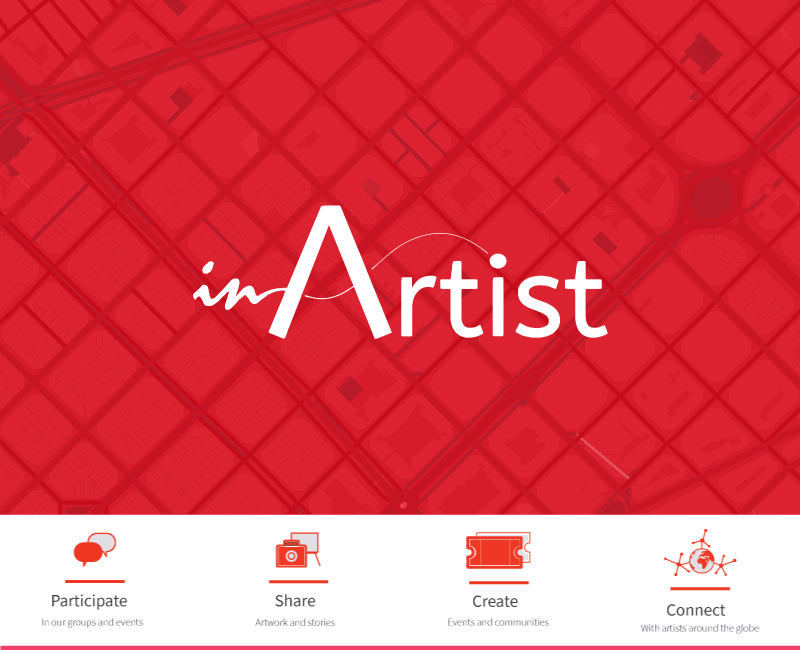 inArtist
Participate
In our groups and events
Share
Artwork and stories
Create
Events and communities
Connect
With artists around the globe